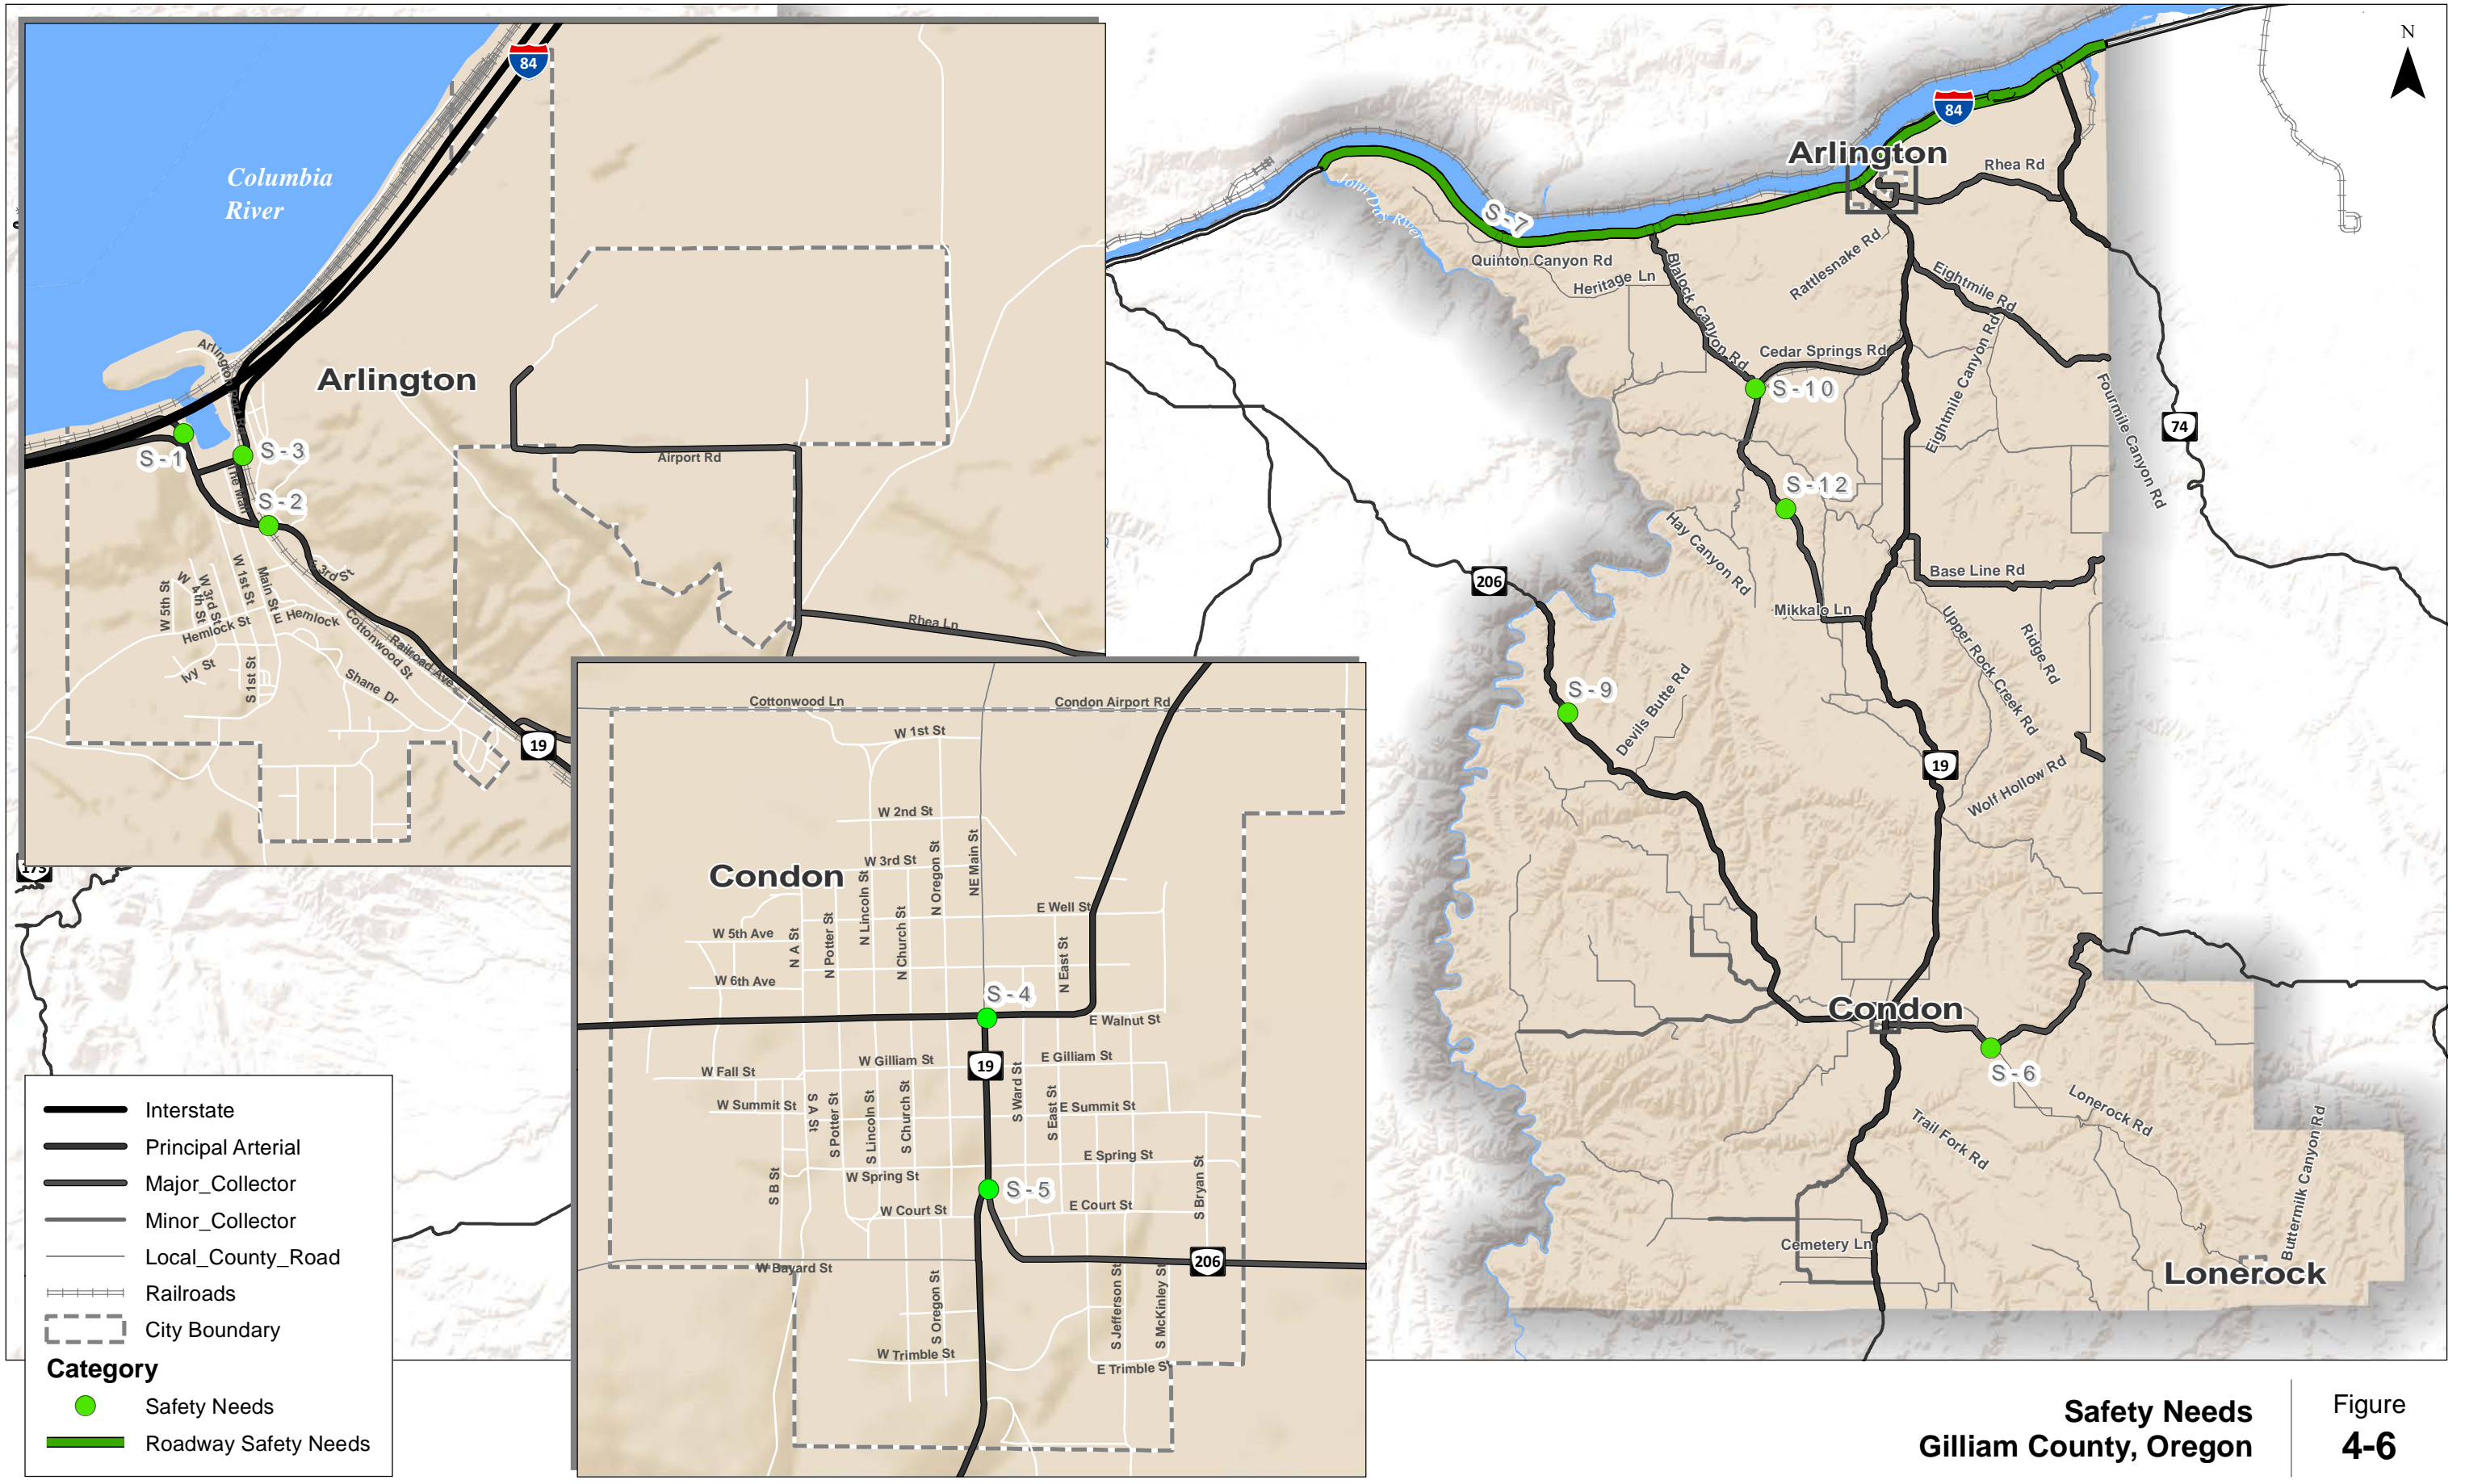 84
Columbia
River
Arlington
Arlington Port Rd
S-1
S-3
S-2
Airport Rd
Rhea Ln
W 5th St
W 4th St
W 3rd St
W 1st St
Main St
3rd St
Hemlock St
E Hemlock
Cottonwood St
Railroad Ave
Ivy St
S 1st St
Shane Dr
19
Cottonwood Ln
Condon Airport Rd
W 1st St
W 2nd St
W 3rd St
Condon
N Lincoln St
N Oregon St
NE Main St
E Well St
W 5th Ave
N A St
N Potter St
N Church St
N East St
W 6th Ave
S-4
E Walnut St
W Gilliam St
E Gilliam St
W Fall St
19
S Ward St
W Summit St
S A St
S Potter St
S Lincoln St
S Church St
S East St
E Summit St
E Spring St
W Spring St
S B St
S-5
S Bryan St
W Court St
E Court St
W Bayard St
206
S Oregon St
S Jefferson St
S McKinley St
W Trimble St
E Trimble St
N
84
Arlington
Rhea Rd
John Day River
S-7
Quinton Canyon Rd
Heritage Ln
Blalock Canyon Rd
Rattlesnake Rd
Eightmile Rd
Cedar Springs Rd
Eightmile Canyon Rd
S-10
Fourmile Canyon Rd
74
S-12
Hay Canyon Rd
206
Base Line Rd
Mikkalo Ln
Upper Rock Creek Rd
Ridge Rd
S-9
Devils Butte Rd
19
Wolf Hollow Rd
Condon
S-6
Lonerock Rd
Trail Fork Rd
Buttermilk Canyon Rd
Cemetery Ln
Lonerock
Interstate
Principal Arterial
Major_Collector
Minor_Collector
Local_County_Road
Railroads
City Boundary
Category
Safety Needs
Roadway Safety Needs
Safety Needs
Gilliam County, Oregon
Figure
4-6